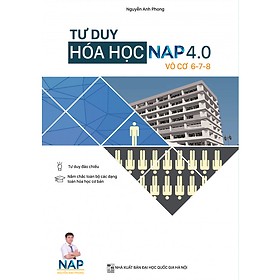 Nguyễn Anh Phong
TƯ DUY
HÓA HỌC NAP 4.0
VÔ CƠ 6-7-8
Tư duy đảo chiều
Nắm chắc toàn bộ các dạng
toán hóa học cơ bản
NAP
NHÀ XUẤT BẢN ĐẠI HỌC QUỐC GIA HÀ NỘI